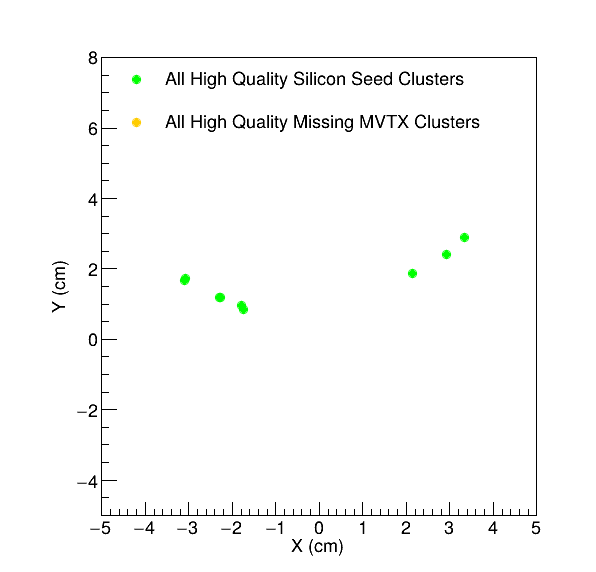 All High Quality Silicon Seed Clusters
All High Quality Missing MVTX Clusters
8
6
4
2
0
−2
−4
Y (cm)
−5 −4 −3 −2 −1 0 1 2 3 4 5
X (cm)